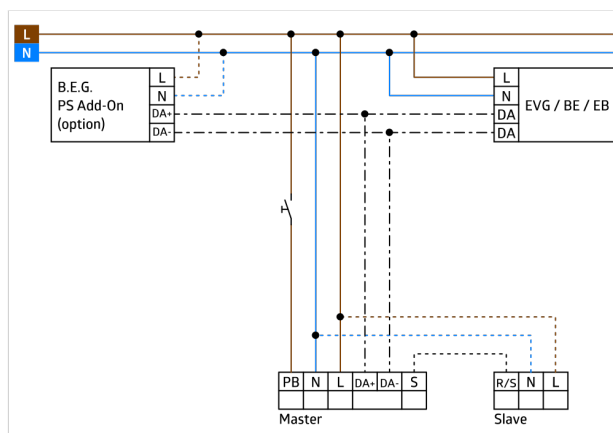 L
N
B.E.G.
PS Add-On
(option)
L
N
DA+
DA-
L
N
DA
DA
EVG / BE / EB
PB N L DA+ DA- S
Master
R/S N L
Slave